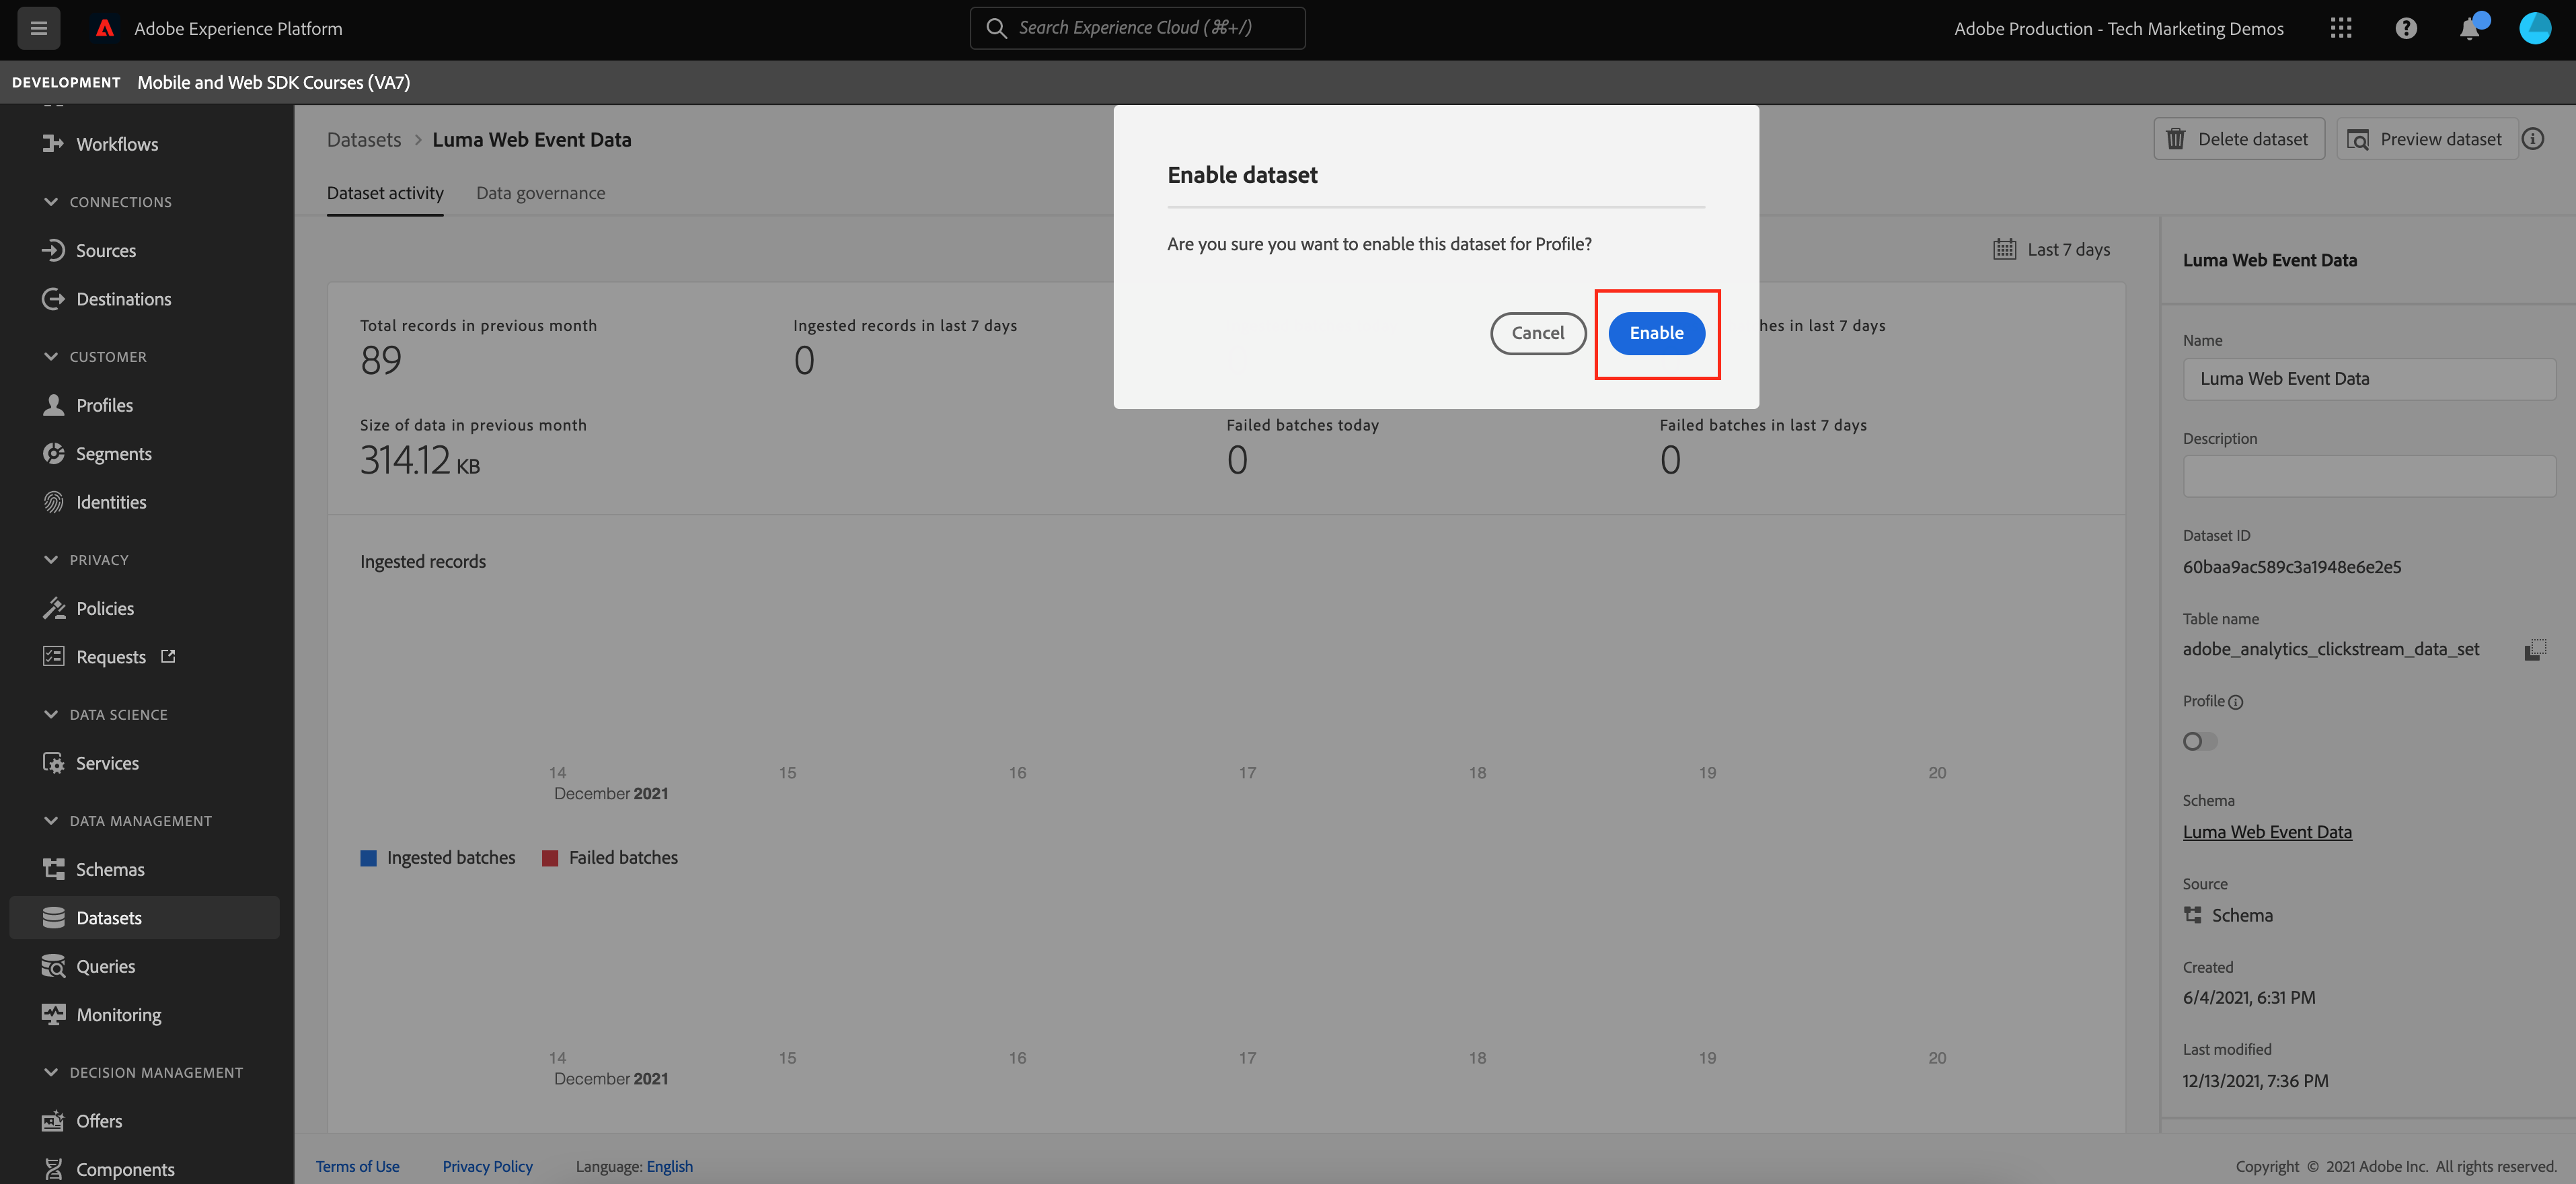 Adobe Experience Platform
Search Experience Cloud (⌘+/)
Adobe Production - Tech Marketing Demos
DEVELOPMENT Mobile and Web SDK Courses (VA7)
Workflows
CONNECTIONS
Sources
Destinations
CUSTOMER
Profiles
Segments
Identities
PRIVACY
Policies
Requests
DATA SCIENCE
Services
DATA MANAGEMENT
Schemas
Datasets
Queries
Monitoring
DECISION MANAGEMENT
Offers
Components
Datasets > Luma Web Event Data
Delete dataset
Preview dataset
Dataset activity
Data governance
Last 7 days
Enable dataset
Are you sure you want to enable this dataset for Profile?
Cancel
Enable
Total records in previous month
89
Ingested records in last 7 days
0
hes in last 7 days
Size of data in previous month
314.12 KB
Failed batches today
0
Failed batches in last 7 days
0
Ingested records
14 15 16 17 18 19 20
December 2021
Ingested batches
Failed batches
14 15 16 17 18 19 20
December 2021
Luma Web Event Data
Name
Luma Web Event Data
Description
Dataset ID
60baa9ac589c3a1948e6e2e5
Table name
adobe_analytics_clickstream_data_set
Profile
Schema
Luma Web Event Data
Source
Schema
Created
6/4/2021, 6:31 PM
Last modified
12/13/2021, 7:36 PM
Terms of Use
Privacy Policy
Language: English
Copyright © 2021 Adobe Inc. All rights reserved.